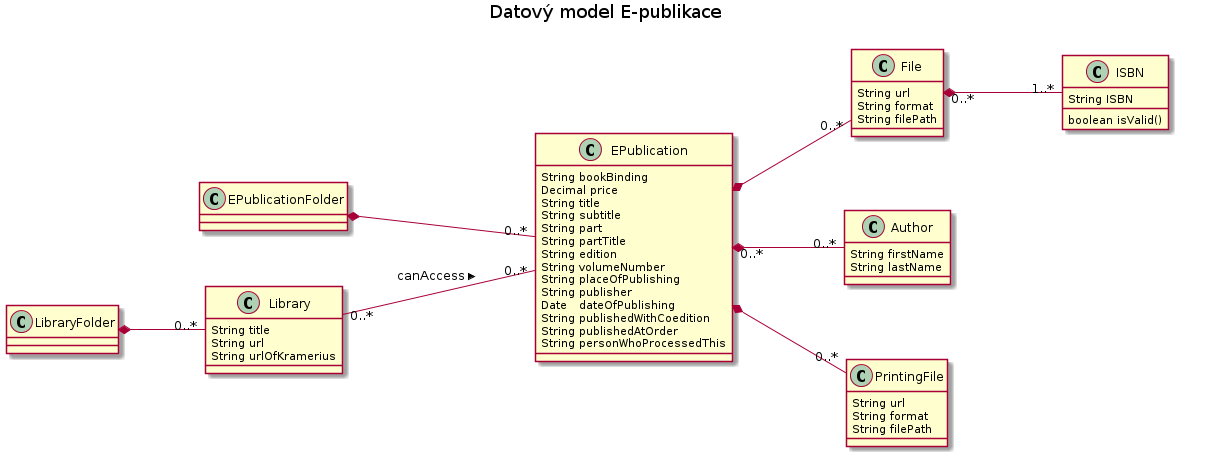 Datový model E-publikace
C LibraryFolder
0..*
C Library
String title
String url
String urlOfKramerius
C EPublicationFolder
0..*
canAccess
0..*
0..*
C EPublication
String bookBinding
Decimal price
String title
String subtitle
String part
String partTitle
String edition
String volumeNumber
String placeOfPublishing
String publisher
Date dateOfPublishing
String publishedWithCoedition
String publishedAtOrder
String personWhoProcessedThis
0..*
C File
String url
String format
String filePath
0..*
1..*
C ISBN
String ISBN
boolean isValid()
0..*
0..*
C Author
String firstName
String lastName
0..*
C PrintingFile
String url
String format
String filePath